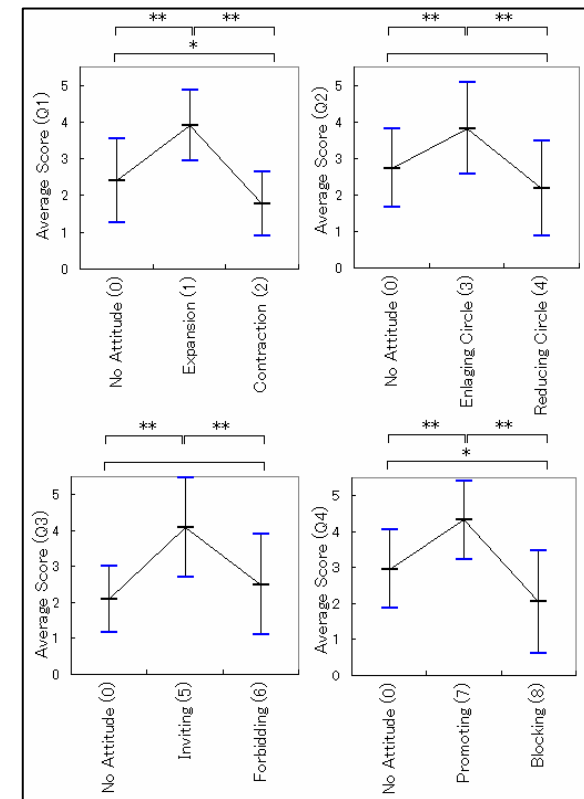 ** **
*
Average Score (Q1)
5
4
3
2
1
0
No Attitude (0)
Expansion (1)
Contraction (2)
** **
Average Score (Q2)
5
4
3
2
1
0
No Attitude (0)
Enlaging Circle (3)
Reducing Circle (4)
** **
Average Score (Q3)
5
4
3
2
1
0
No Attitude (0)
Inviting (5)
Forbidding (6)
** **
*
Average Score (Q4)
5
4
3
2
1
0
No Attitude (0)
Promoting (7)
Blocking (8)